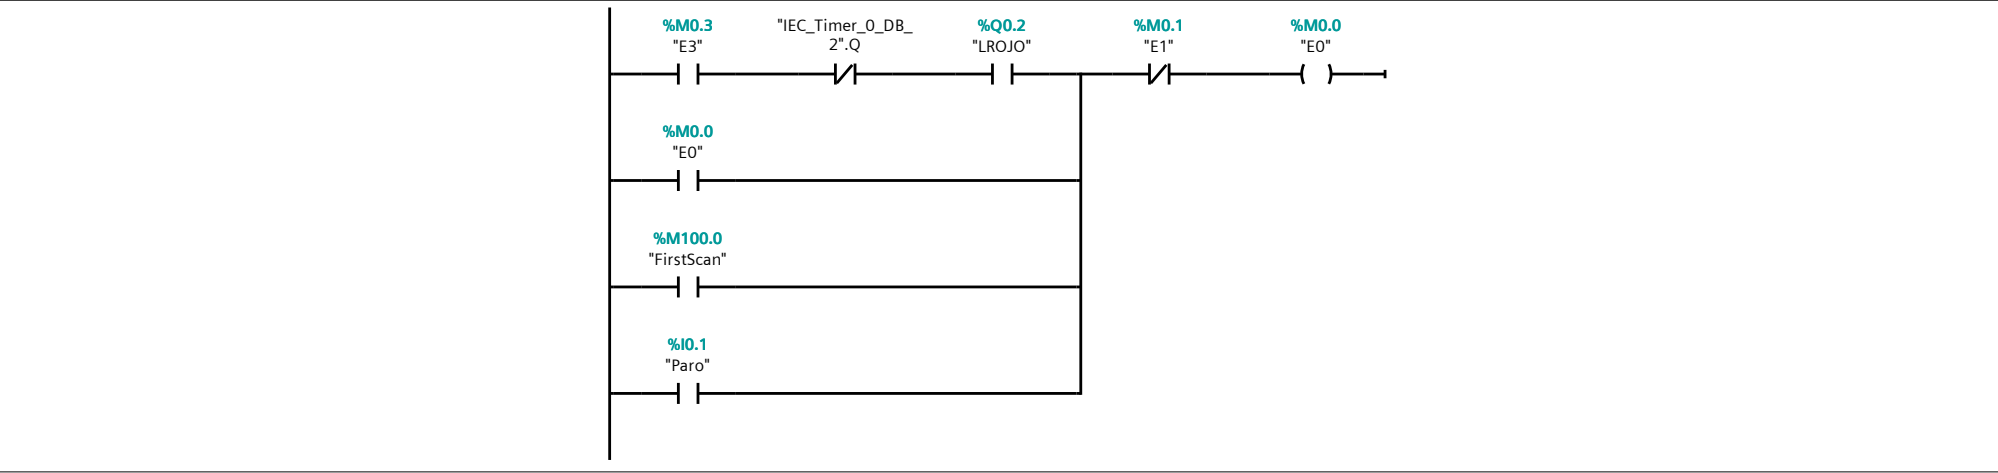 %M0.3
"E3"
"IEC_Timer_0_DB_
2".Q
%Q0.2
"LROJO"
%M0.1
"E1"
%M0.0
"E0"
%M0.0
"E0"
%M100.0
"FirstScan"
%I0.1
"Paro"